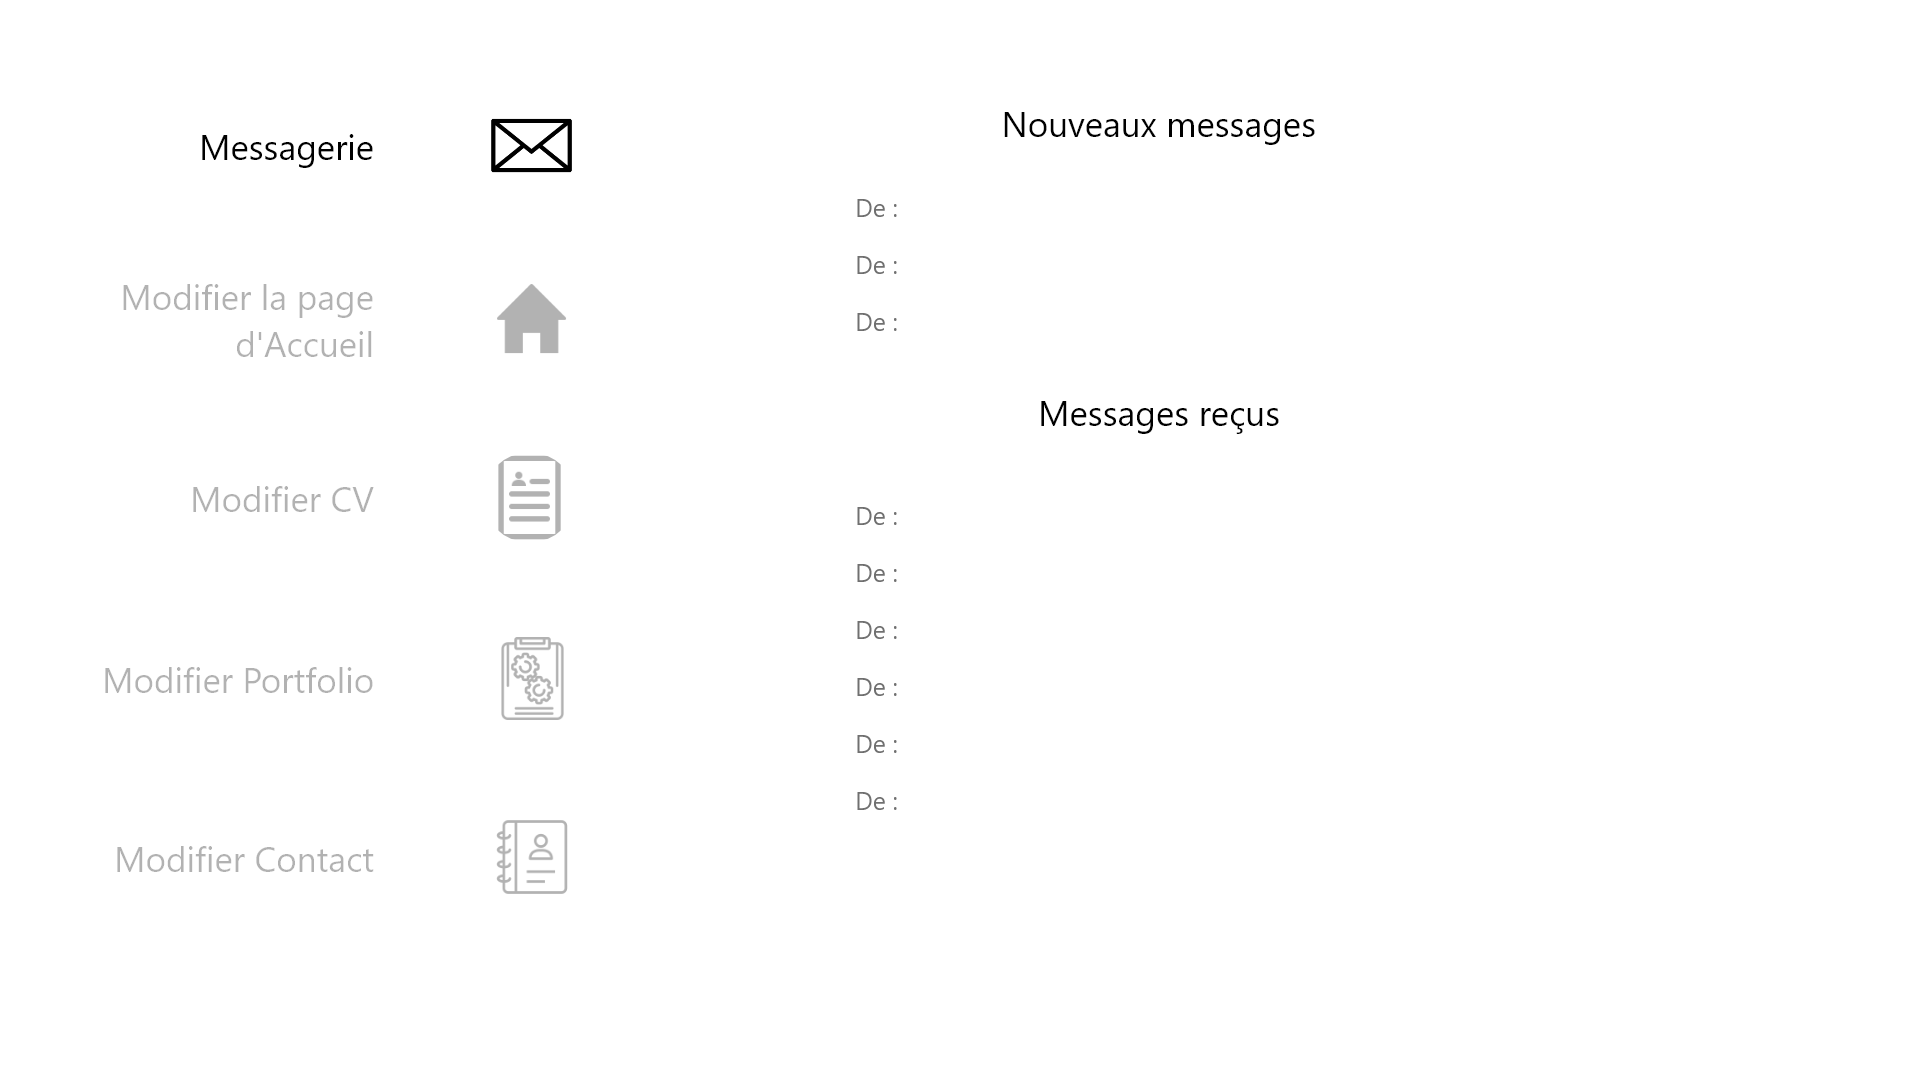 Messagerie
Modifier la page
d'Accueil
Modifier CV
Modifier Portfolio
Modifier Contact
Nouveaux messages
De :
De :
De :
Messages reçus
De :
De :
De :
De :
De :
De :